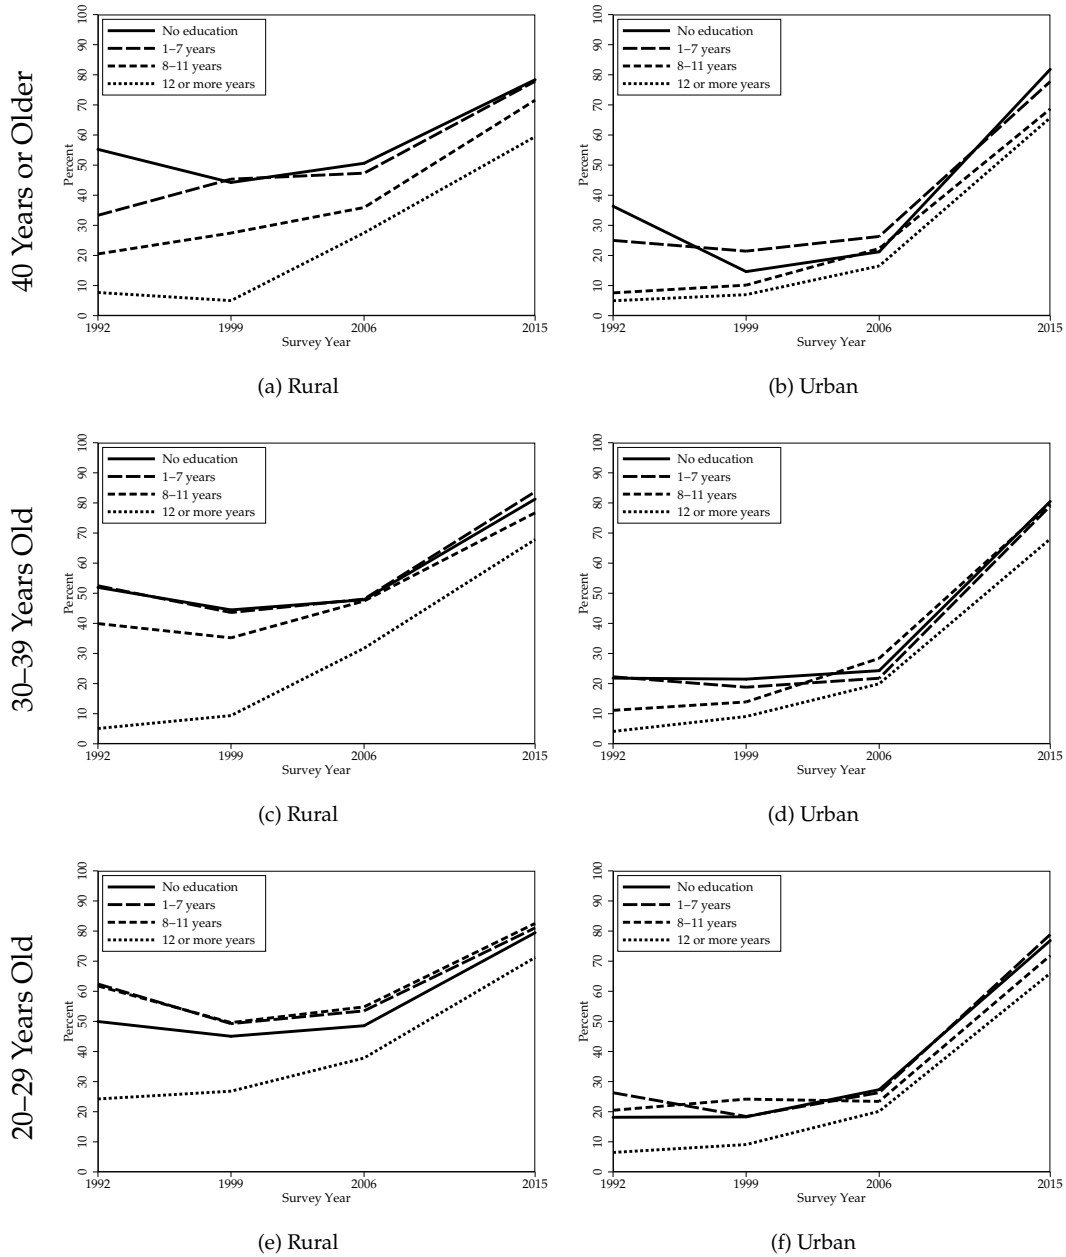 40 Years or Older
Percent
0 10 20 30 40 50 60 70 80 90 100
No education
1–7 years
8–11 years
12 or more years
1992 1999 2006 2015
Survey Year
(a) Rural
Percent
0 10 20 30 40 50 60 70 80 90 100
No education
1–7 years
8–11 years
12 or more years
1992 1999 2006 2015
Survey Year
(b) Urban
30–39 Years Old
Percent
0 10 20 30 40 50 60 70 80 90 100
No education
1–7 years
8–11 years
12 or more years
1992 1999 2006 2015
Survey Year
(c) Rural
Percent
0 10 20 30 40 50 60 70 80 90 100
No education
1–7 years
8–11 years
12 or more years
1992 1999 2006 2015
Survey Year
(d) Urban
20–29 Years Old
Percent
0 10 20 30 40 50 60 70 80 90 100
No education
1–7 years
8–11 years
12 or more years
1992 1999 2006 2015
Survey Year
(e) Rural
Percent
0 10 20 30 40 50 60 70 80 90 100
No education
1–7 years
8–11 years
12 or more years
1992 1999 2006 2015
Survey Year
(f) Urban